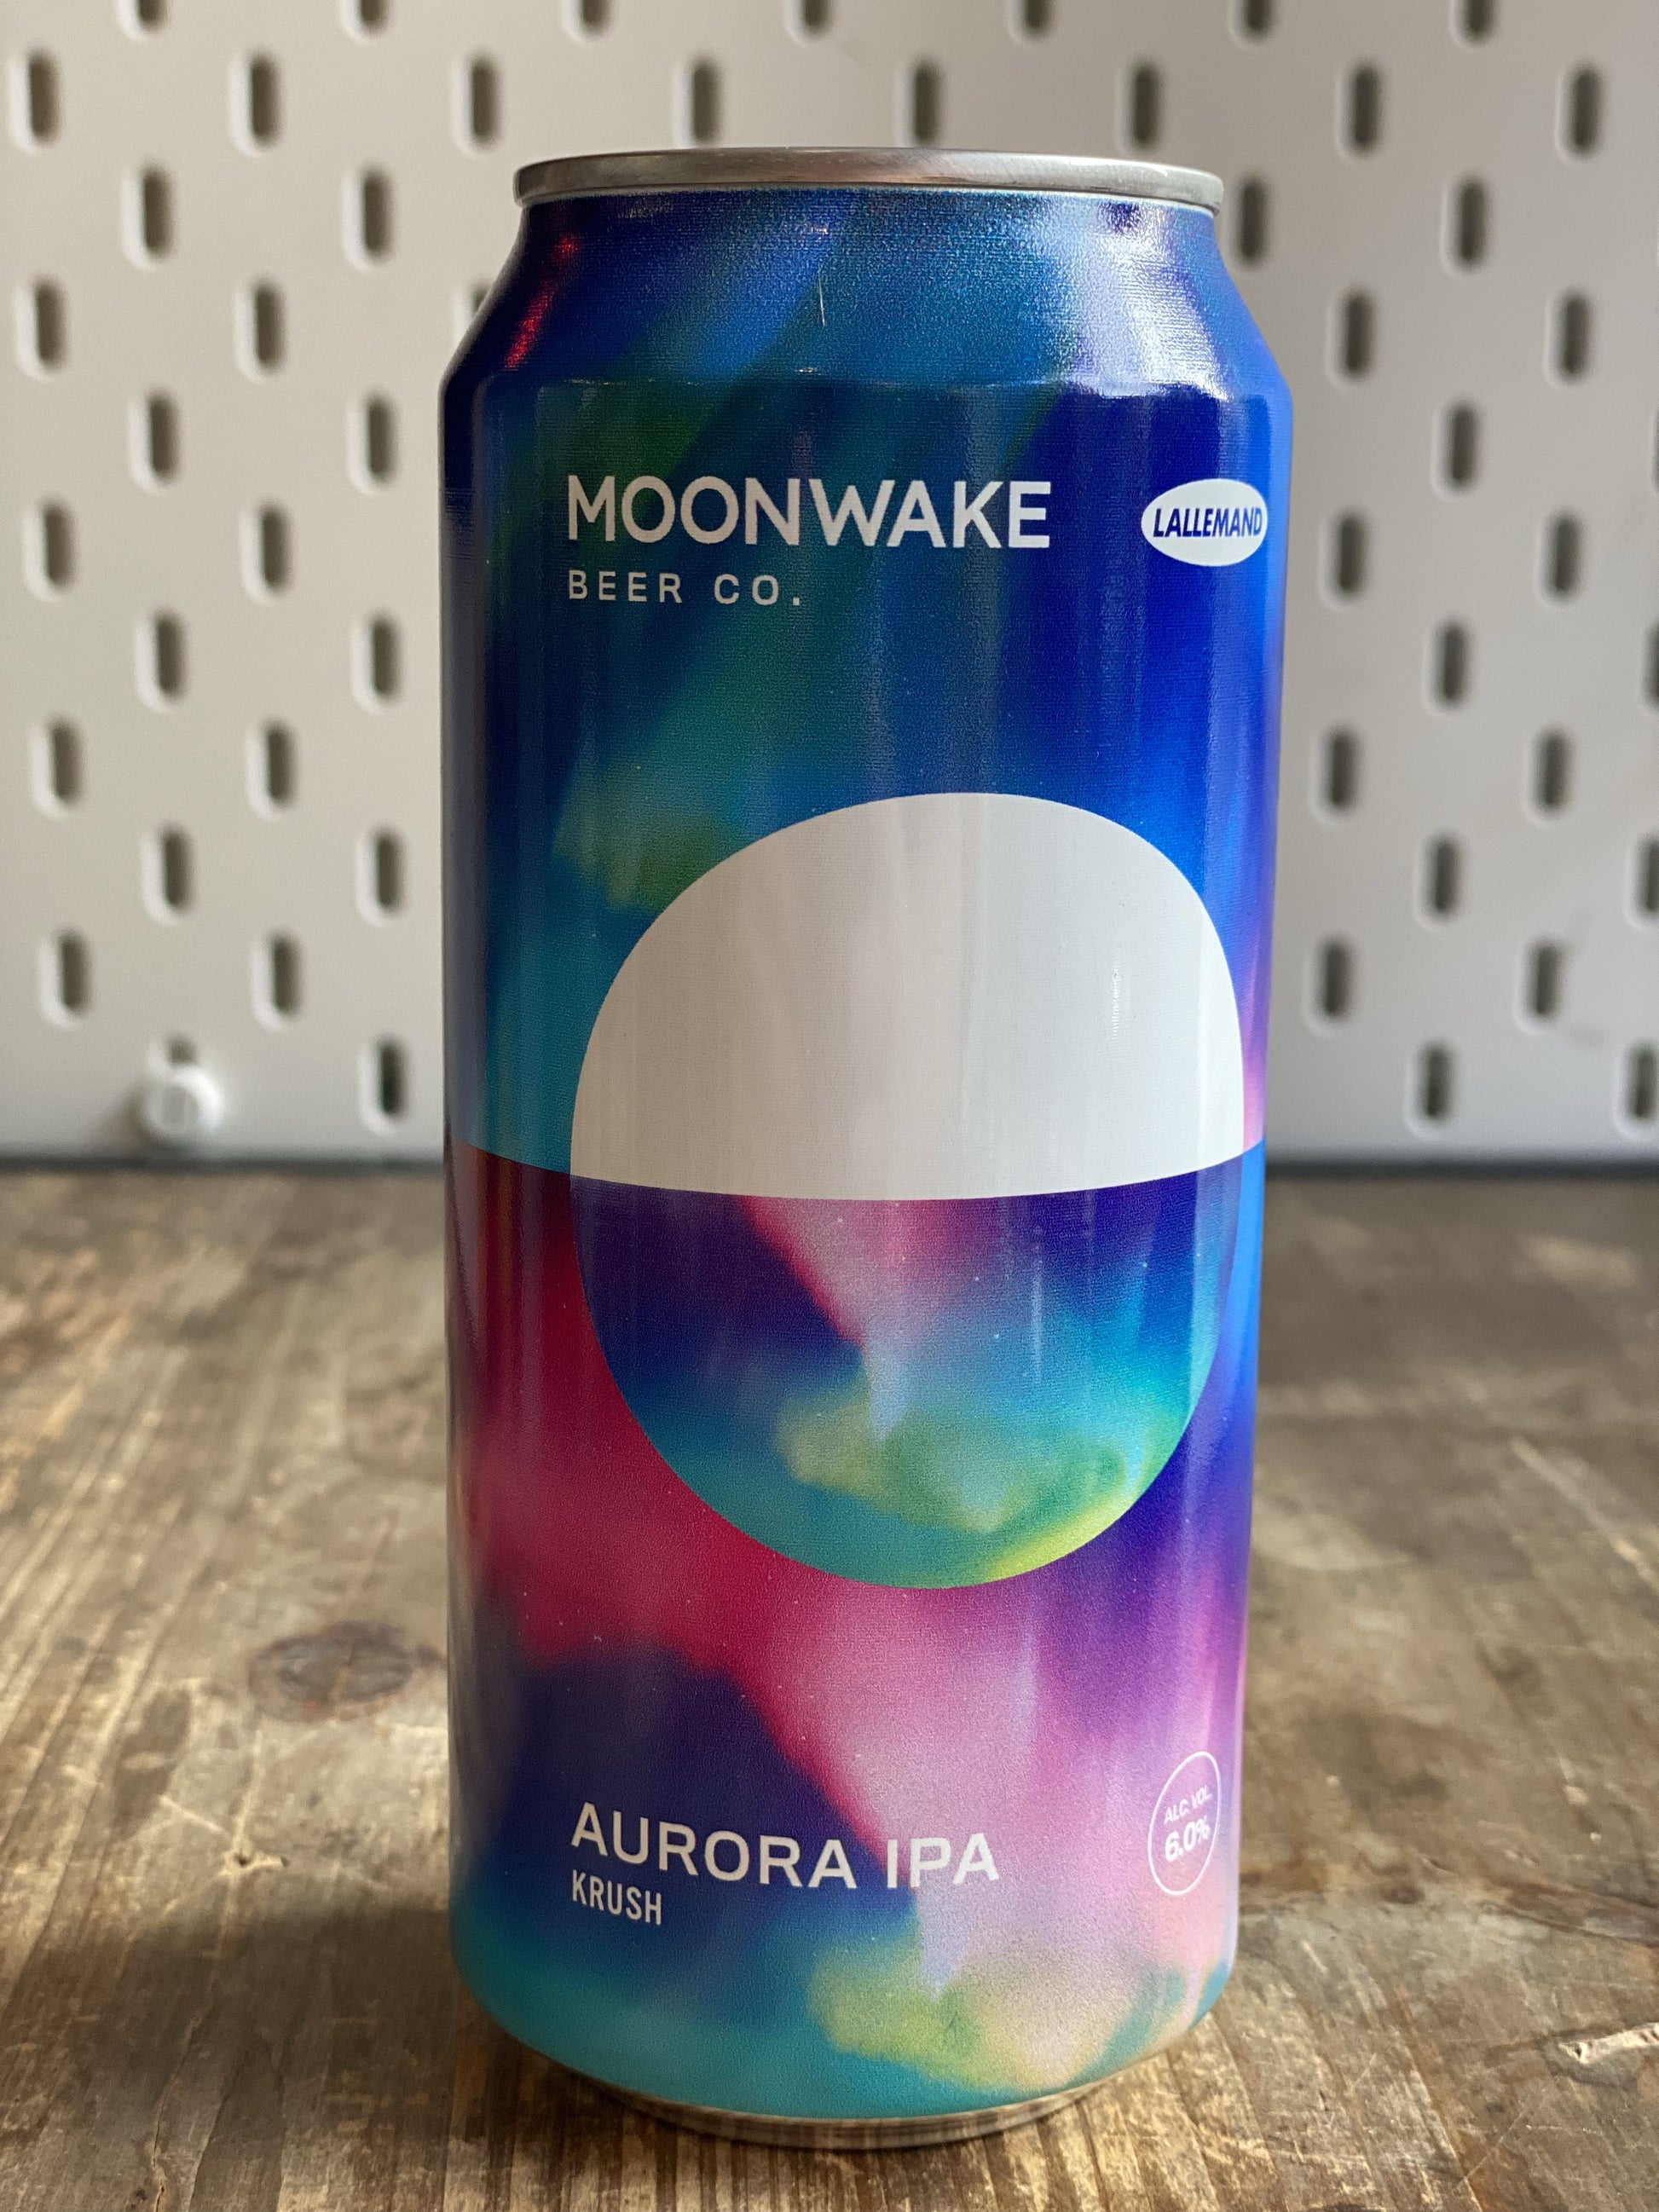 MOONWAKE
BEER CO.
LALLEMAND
AURORA IPA
KRUSH
ALC. VOL.
6.0%